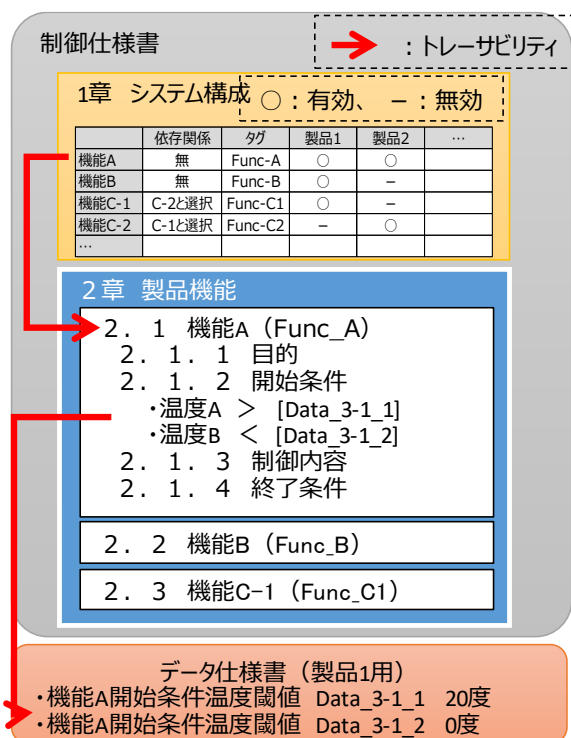 制御仕様書
：トレーサビリティ
1章　システム構成
○：有効、 －：無効
依存関係 タグ 製品1 製品2 …
機能A 無 Func-A ○ ○
機能B 無 Func-B ○ －
機能C-1 C-2と選択 Func-C1 ○ －
機能C-2 C-1と選択 Func-C2 － ○
…
２章　製品機能
２．１ 機能A（Func_A）
２．１．１ 目的
２．１．２ 開始条件
・温度A ＞ [Data_3-1_1]
・温度B ＜ [Data_3-1_2]
２．１．３ 制御内容
２．１．４ 終了条件
２．２ 機能B（Func_B）
２．３ 機能C-1（Func_C1）
データ仕様書（製品1用）
・機能A開始条件温度閾値 Data_3-1_1 20度
・機能A開始条件温度閾値 Data_3-1_2 0度